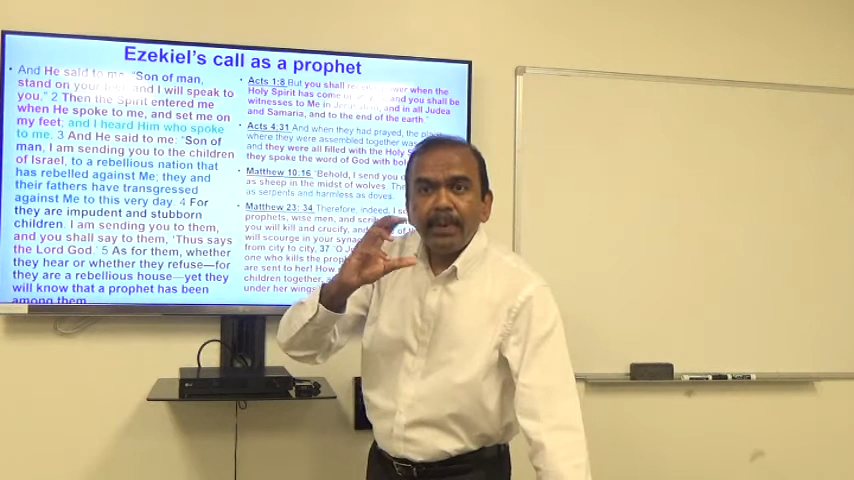 Ezekiel's call as a prophet
• And He said to me, "Son of man,
stand on your and I will speak to
you." 2 Then the Spirit entered me
when He spoke to me, and set me on
my feet; and I heard Him who spoke
to me. 3 And He said to me: "Son of
man, I am sending you to the children
of Israel, to a rebellious nation that
has rebelled against Me; they and
their fathers have transgressed
against Me to this very day. 4 For
they are impudent and stubborn
children. I am sending you to them,
and you shall say to them, 'Thus says
the Lord God.' 5 As for them, whether
they hear or whether they refuse—for
they are a rebellious house—yet they
will know that a prophet has been
among them.
• Acts 1:8 But you shall when the
Holy Spirit has come and you shall be
witnesses to Me in Jerusalem, and in all Judea
and Samaria, and to the end of the earth"
• Acts 4:31 And when they had prayed, the
where they were assembled together was
and they were all filled with the Holy
they spoke the word of God with
• Matthew 10:16 "Behold, I send you
as sheep in the midst of wolves.
as serpents and harmless as doves.
• Matthew 23: 34 Therefore, indeed, I
prophets, wise men, and
you will kill and crucify, and of
will scourge in your
from city to city. 37 "O
one who kills the
are sent to her! How
children together,
under her wings